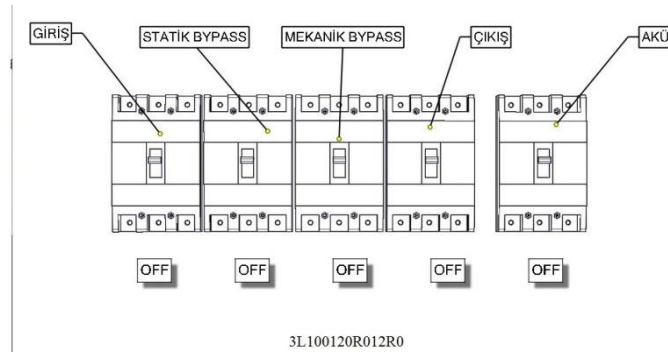 GİRİŞ
STATİK BYPASS
MEKANİK BYPASS
ÇIKIŞ
AKÜ
OFF
OFF
OFF
OFF
OFF
3L100120R012R0